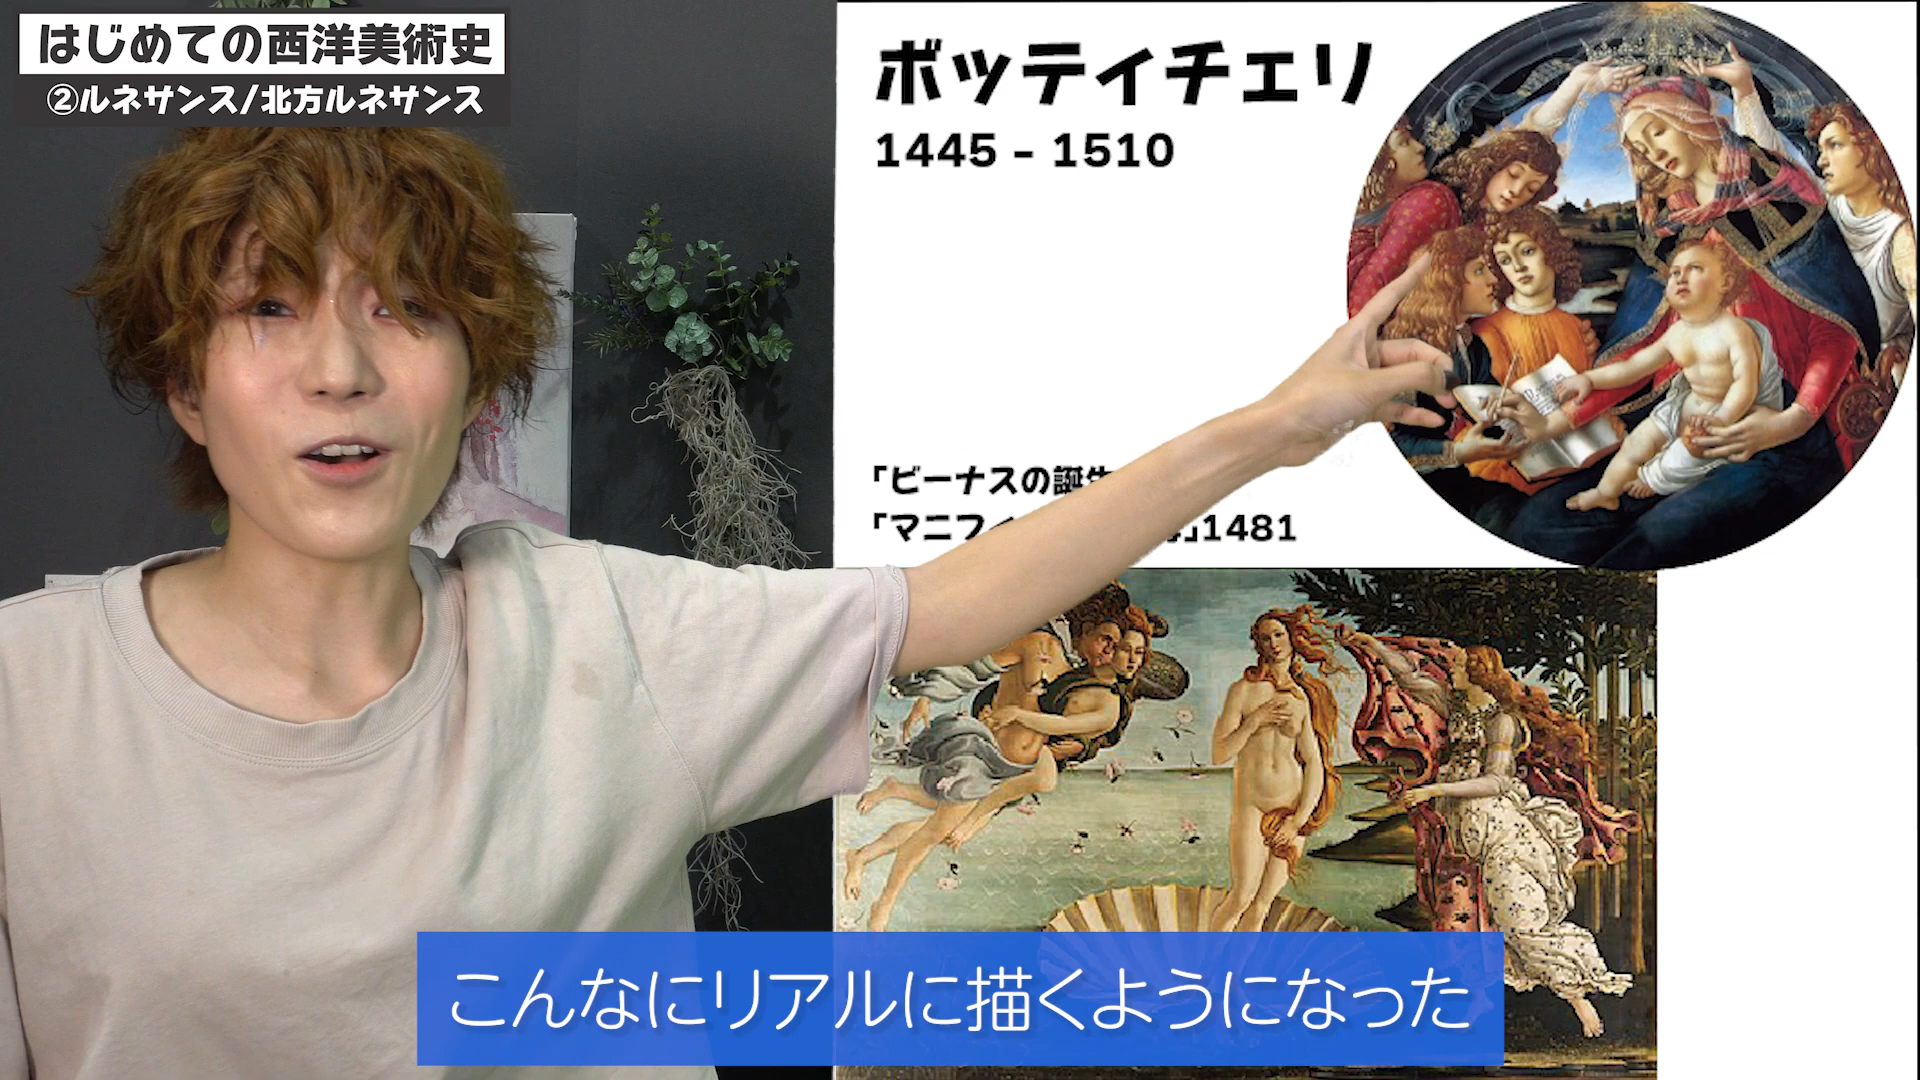 はじめての西洋美術史
②ルネサンス/北方ルネサンス
ボッティチェリ
1445 - 1510
「ビーナスの誕生
「マニフィ 」1481
こんなにリアルに描くようになった